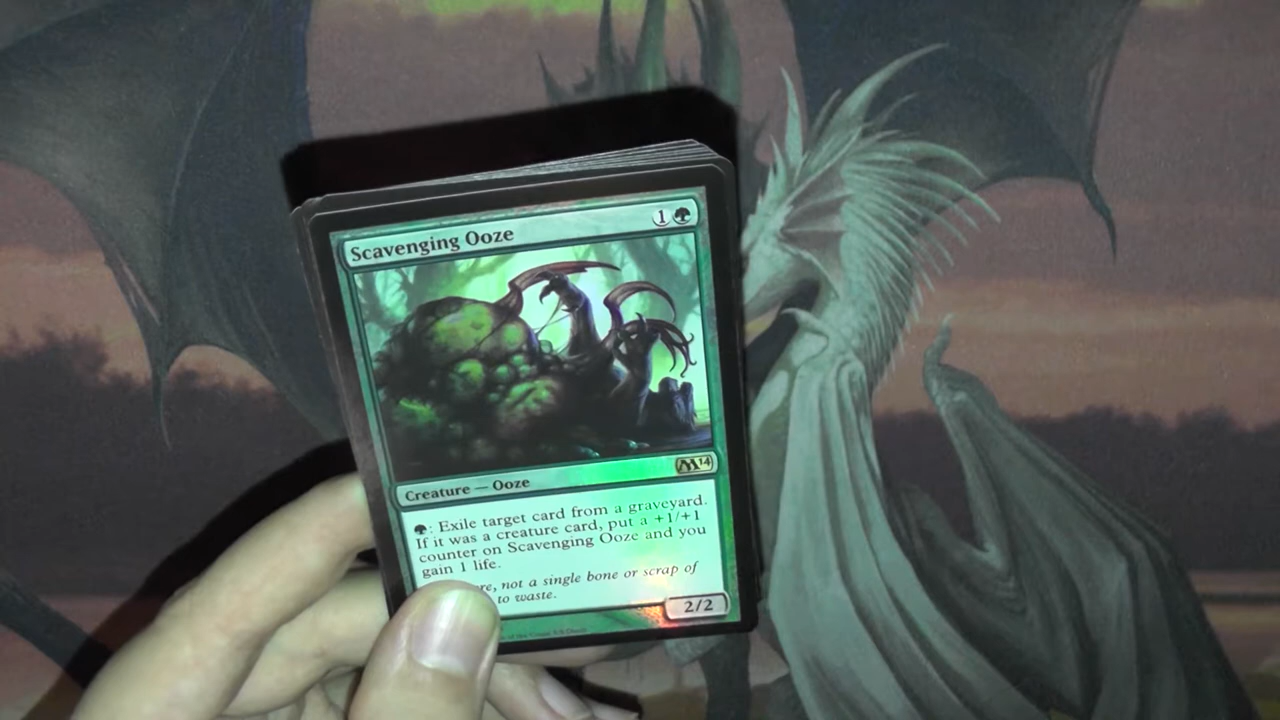 Scavenging Ooze 1
M14
Creature — Ooze
: Exile target card from a graveyard.
If it was a creature card, put a +1/+1
counter on Scavenging Ooze and you
gain 1 life.
re, not a single bone or scrap of
to waste.
2/2